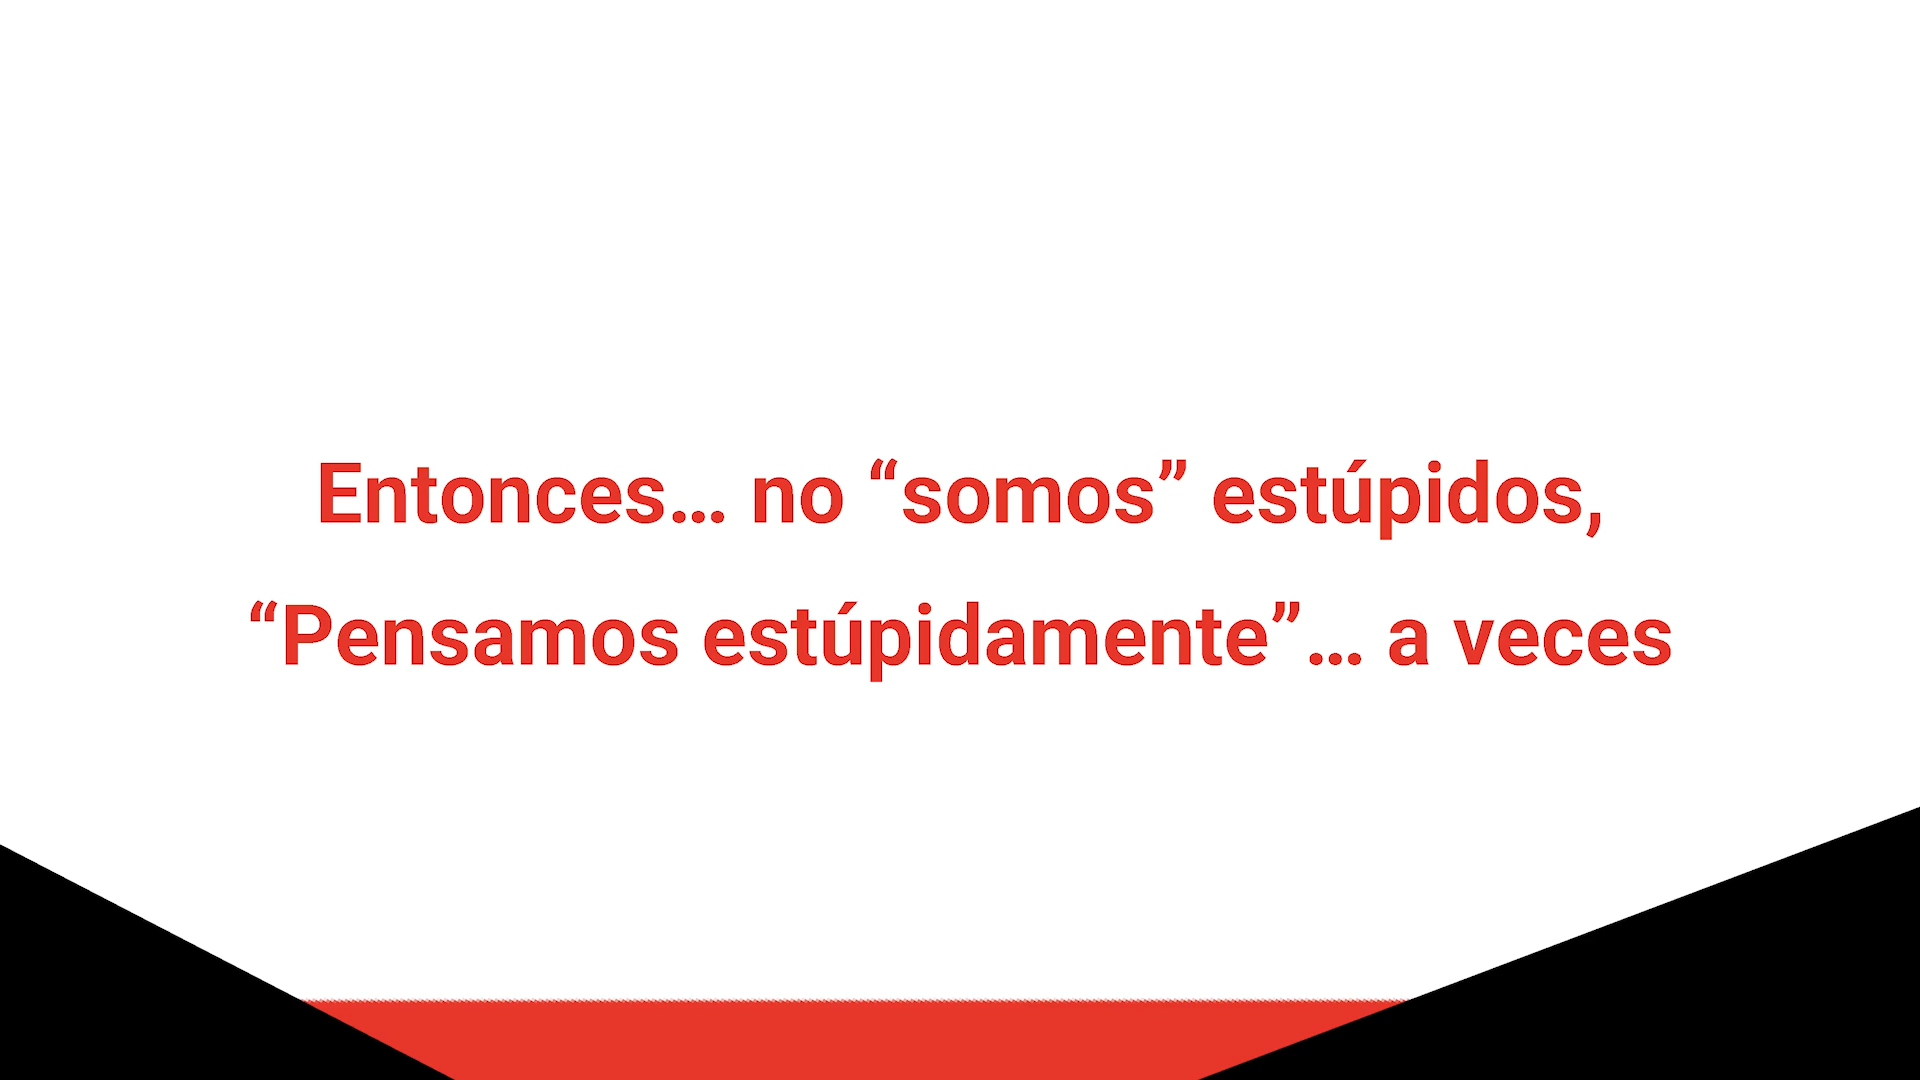 Entonces… no “somos” estúpidos,
“Pensamos estúpidamente”… a veces